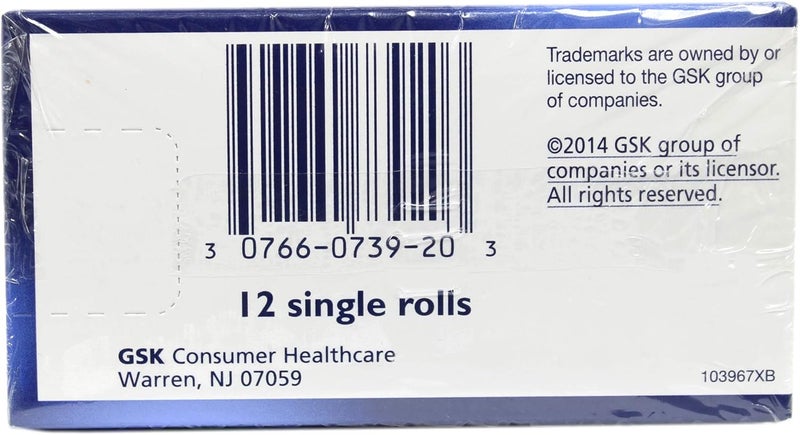 Trademarks are owned by or
licensed to the GSK group
of companies.
©2014 GSK group of
companies or its licensor.
All rights reserved.
3 0766-0739-20 3
12 single rolls
GSK Consumer Healthcare
Warren, NJ 07059
103967XB